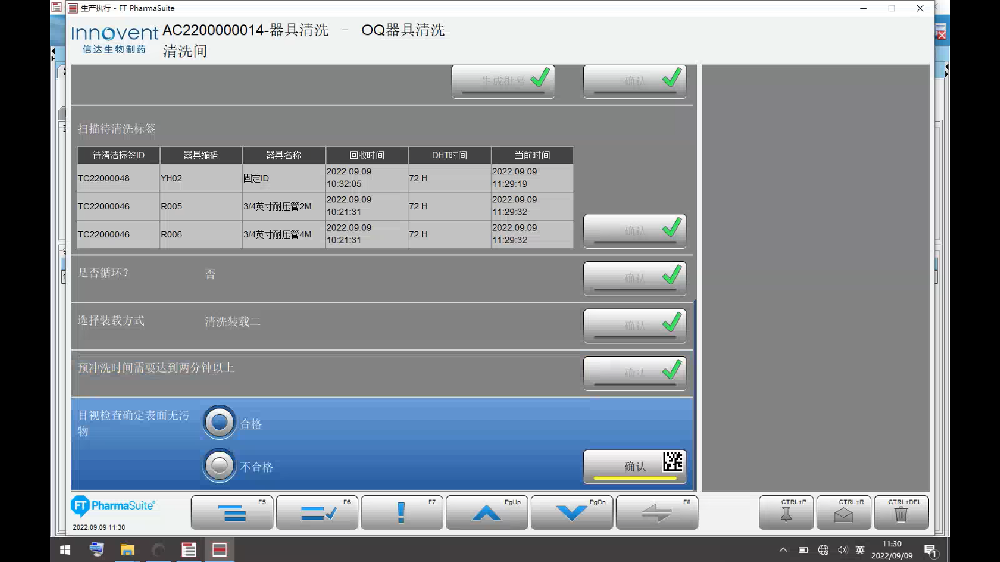 生产执行 - FT PharmaSuite
Innovent
信达生物制药
AC2200000014-器具清洗 - OQ器具清洗
清洗间
生成批号
确认
扫描待清洗标签
待清洁标签ID 器具编码 器具名称 回收时间 DHT时间 当前时间
TC22000048 YH02 固定ID 2022.09.09 10:32:05 72 H 2022.09.09 11:29:19
TC22000046 R005 3/4英寸耐压管2M 2022.09.09 10:21:31 72 H 2022.09.09 11:29:32
TC22000046 R006 3/4英寸耐压管4M 2022.09.09 10:21:31 72 H 2022.09.09 11:29:32
确认
是否循环? 否
确认
选择装载方式 清洗装载二
确认
预冲洗时间需要达到两分钟以上
确认
目视检查确定表面无污
物
合格
不合格
确认
FT PharmaSuite®
2022.09.09 11:30
F5
F6
F7
PgUp
PgDn
F8
CTRL+P
CTRL+R
CTRL+DEL
英
11:30
2022/09/09
1